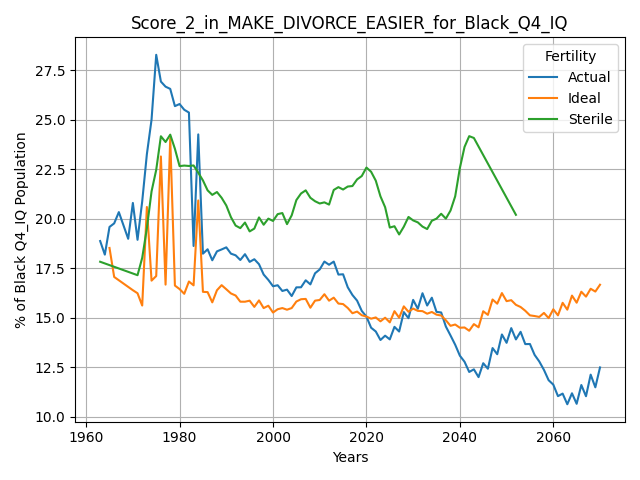 Score_2_in_MAKE_DIVORCE_EASIER_for_Black_Q4_IQ
Fertility
Actual
Ideal
Sterile
% of Black Q4_IQ Population
27.5
25.0
22.5
20.0
17.5
15.0
12.5
10.0
1960
1980
2000
2020
2040
2060
Years